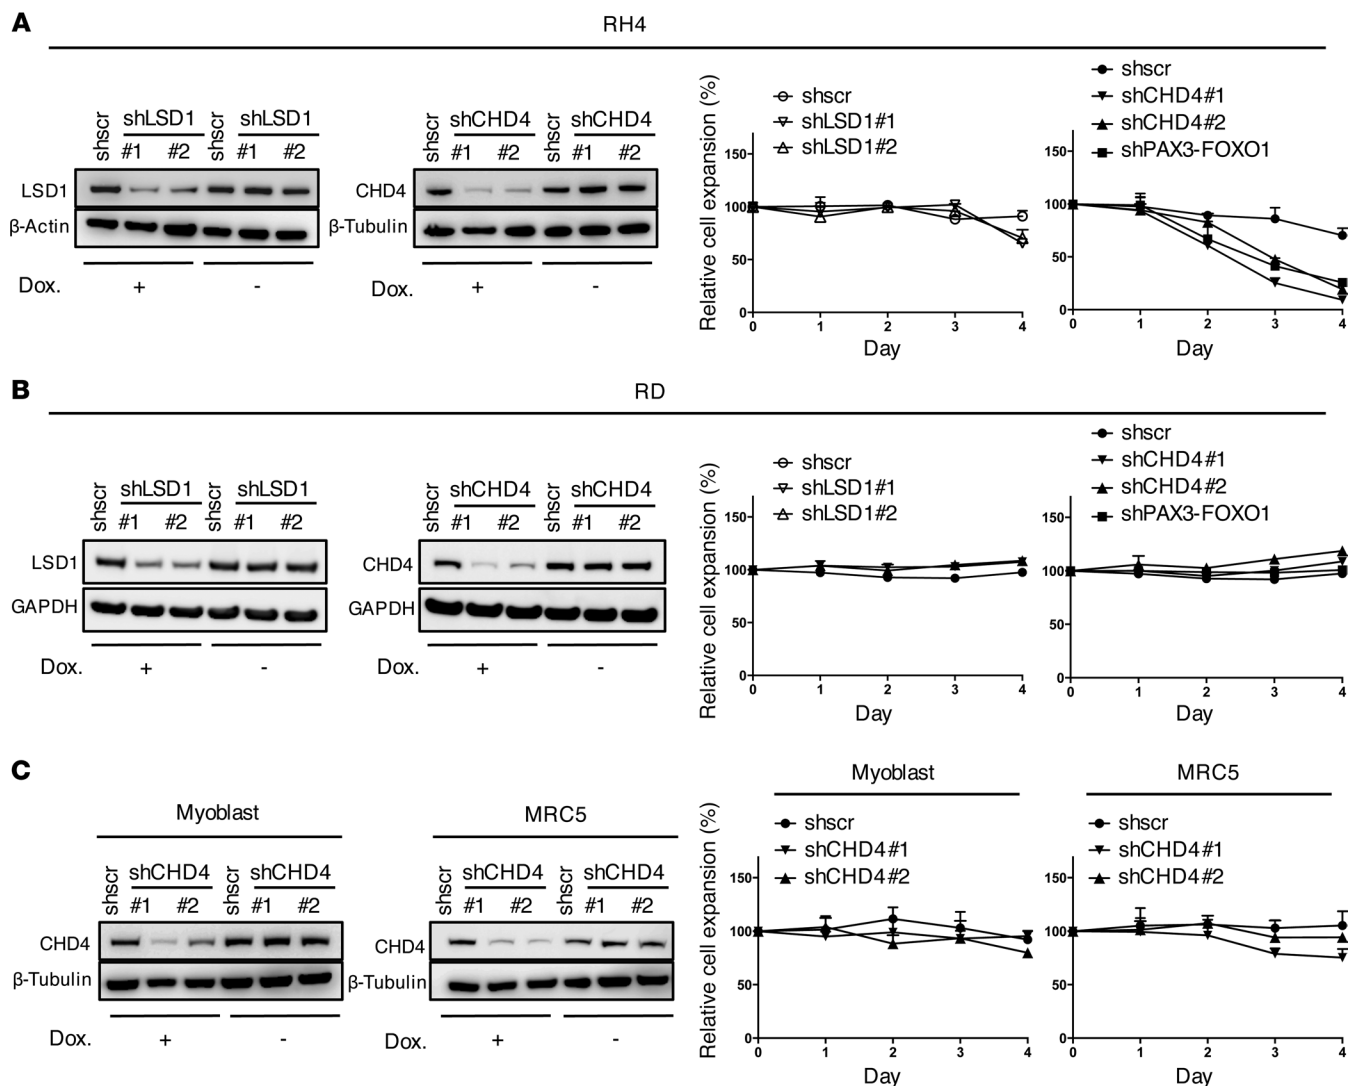 A
RH4
shscr
shLSD1
shscr
shLSD1
#1 #2
#1 #2
LSD1
β-Actin
Dox.
+
-
shscr
shCHD4
shscr
shCHD4
#1 #2
#1 #2
CHD4
β-Tubulin
Dox.
+
-
Relative cell expansion (%)
shscr
shLSD1#1
shLSD1#2
150
100
50
0
0 1 2 3 4
Day
shscr
shCHD4#1
shCHD4#2
shPAX3-FOXO1
150
100
50
0
0 1 2 3 4
Day
B
RD
shscr
shLSD1
shscr
shLSD1
#1 #2
#1 #2
LSD1
GAPDH
Dox.
+
-
shscr
shCHD4
shscr
shCHD4
#1 #2
#1 #2
CHD4
GAPDH
Dox.
+
-
Relative cell expansion (%)
shscr
shLSD1#1
shLSD1#2
150
100
50
0
0 1 2 3 4
Day
shscr
shCHD4#1
shCHD4#2
shPAX3-FOXO1
150
100
50
0
0 1 2 3 4
Day
C
Myoblast
shscr
shCHD4
shscr
shCHD4
#1 #2
#1 #2
CHD4
β-Tubulin
Dox.
+
-
MRC5
shscr
shCHD4
shscr
shCHD4
#1 #2
#1 #2
CHD4
β-Tubulin
Dox.
+
-
Myoblast
Relative cell expansion (%)
shscr
shCHD4#1
shCHD4#2
150
100
50
0
0 1 2 3 4
Day
MRC5
shscr
shCHD4#1
shCHD4#2
150
100
50
0
0 1 2 3 4
Day